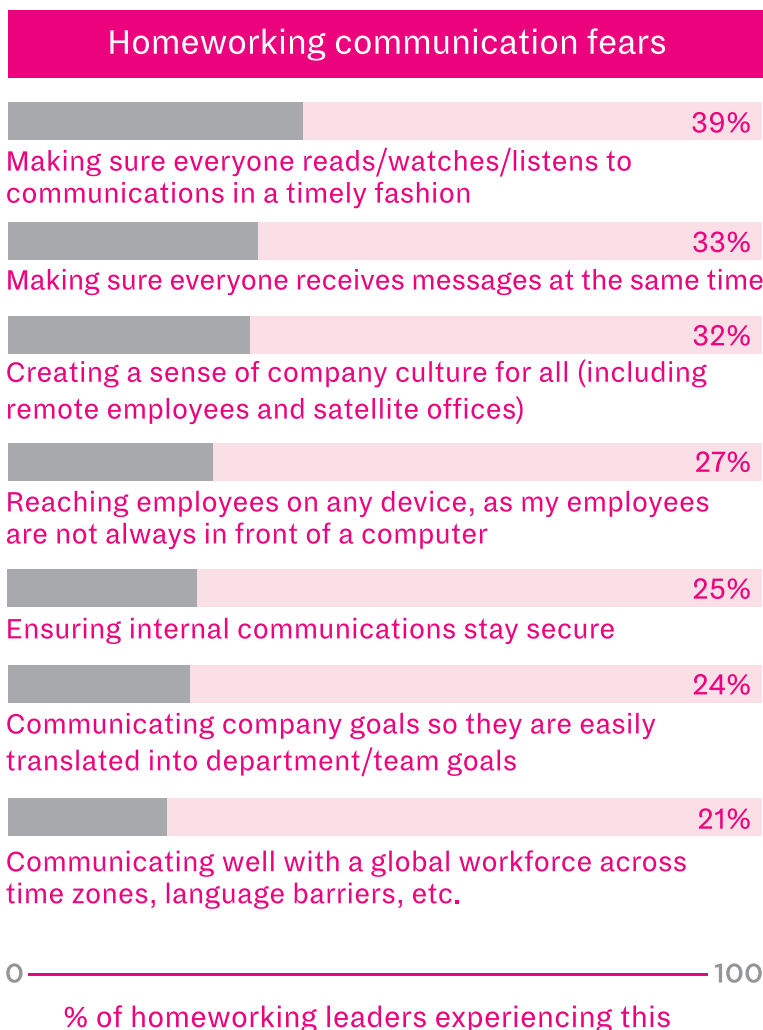 Homeworking communication fears
39%
Making sure everyone reads/watches/listens to
communications in a timely fashion
33%
Making sure everyone receives messages at the same time
32%
Creating a sense of company culture for all (including
remote employees and satellite offices)
27%
Reaching employees on any device, as my employees
are not always in front of a computer
25%
Ensuring internal communications stay secure
24%
Communicating company goals so they are easily
translated into department/team goals
21%
Communicating well with a global workforce across
time zones, language barriers, etc.
0 100
% of homeworking leaders experiencing this